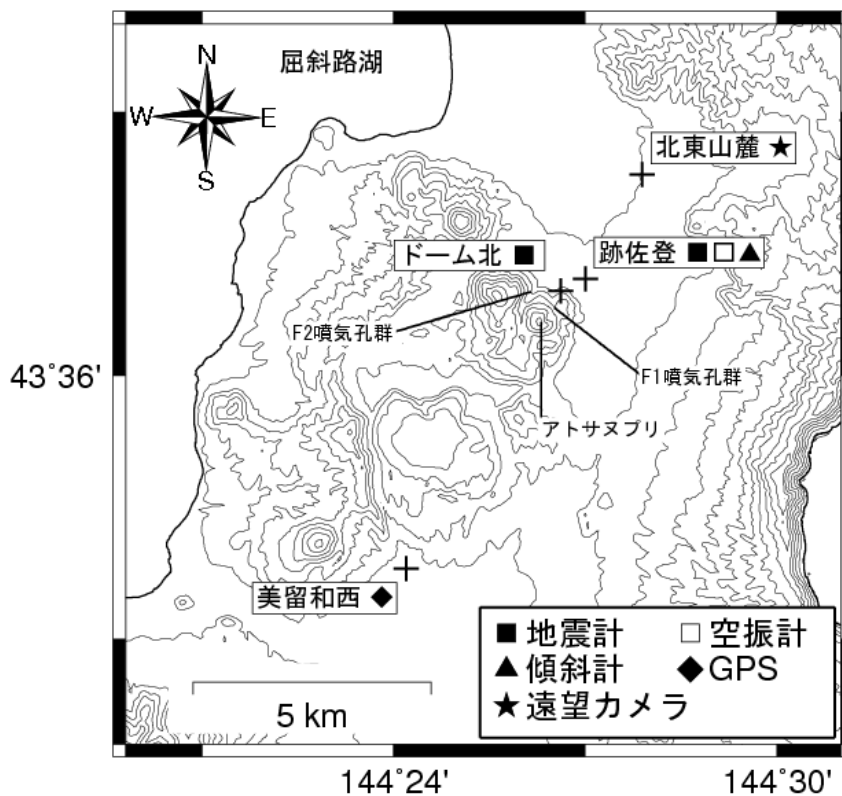 屈斜路湖
N
W
E
S
北東山麓 ★
ドーム北 ■
跡佐登 ■□▲
F2噴気孔群
F1噴気孔群
43°36'
アトサヌプリ
美留和西 ◆
■ 地震計 □ 空振計
▲ 傾斜計 ◆ GPS
★ 遠望カメラ
5 km
144°24'
144°30'